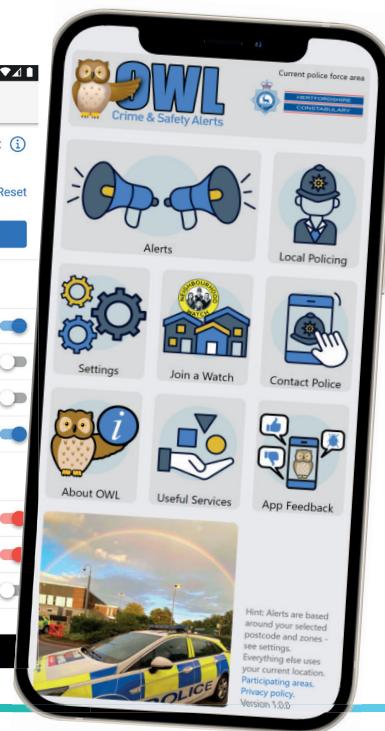 Reset
OWL
Crime & Safety Alerts
Current police force area
HERTFORDSHIRE
CONSTABULARY
Alerts
Local Policing
NEIGHBOURHOOD
WATCH
Settings
Join a Watch
Contact Police
i
About OWL
Useful Services
App Feedback
POLICE
Hint: Alerts are based
around your selected
postcode and zones -
see settings.
Everything else uses
your current location.
Participating areas.
Privacy policy.
Version 1.0.0